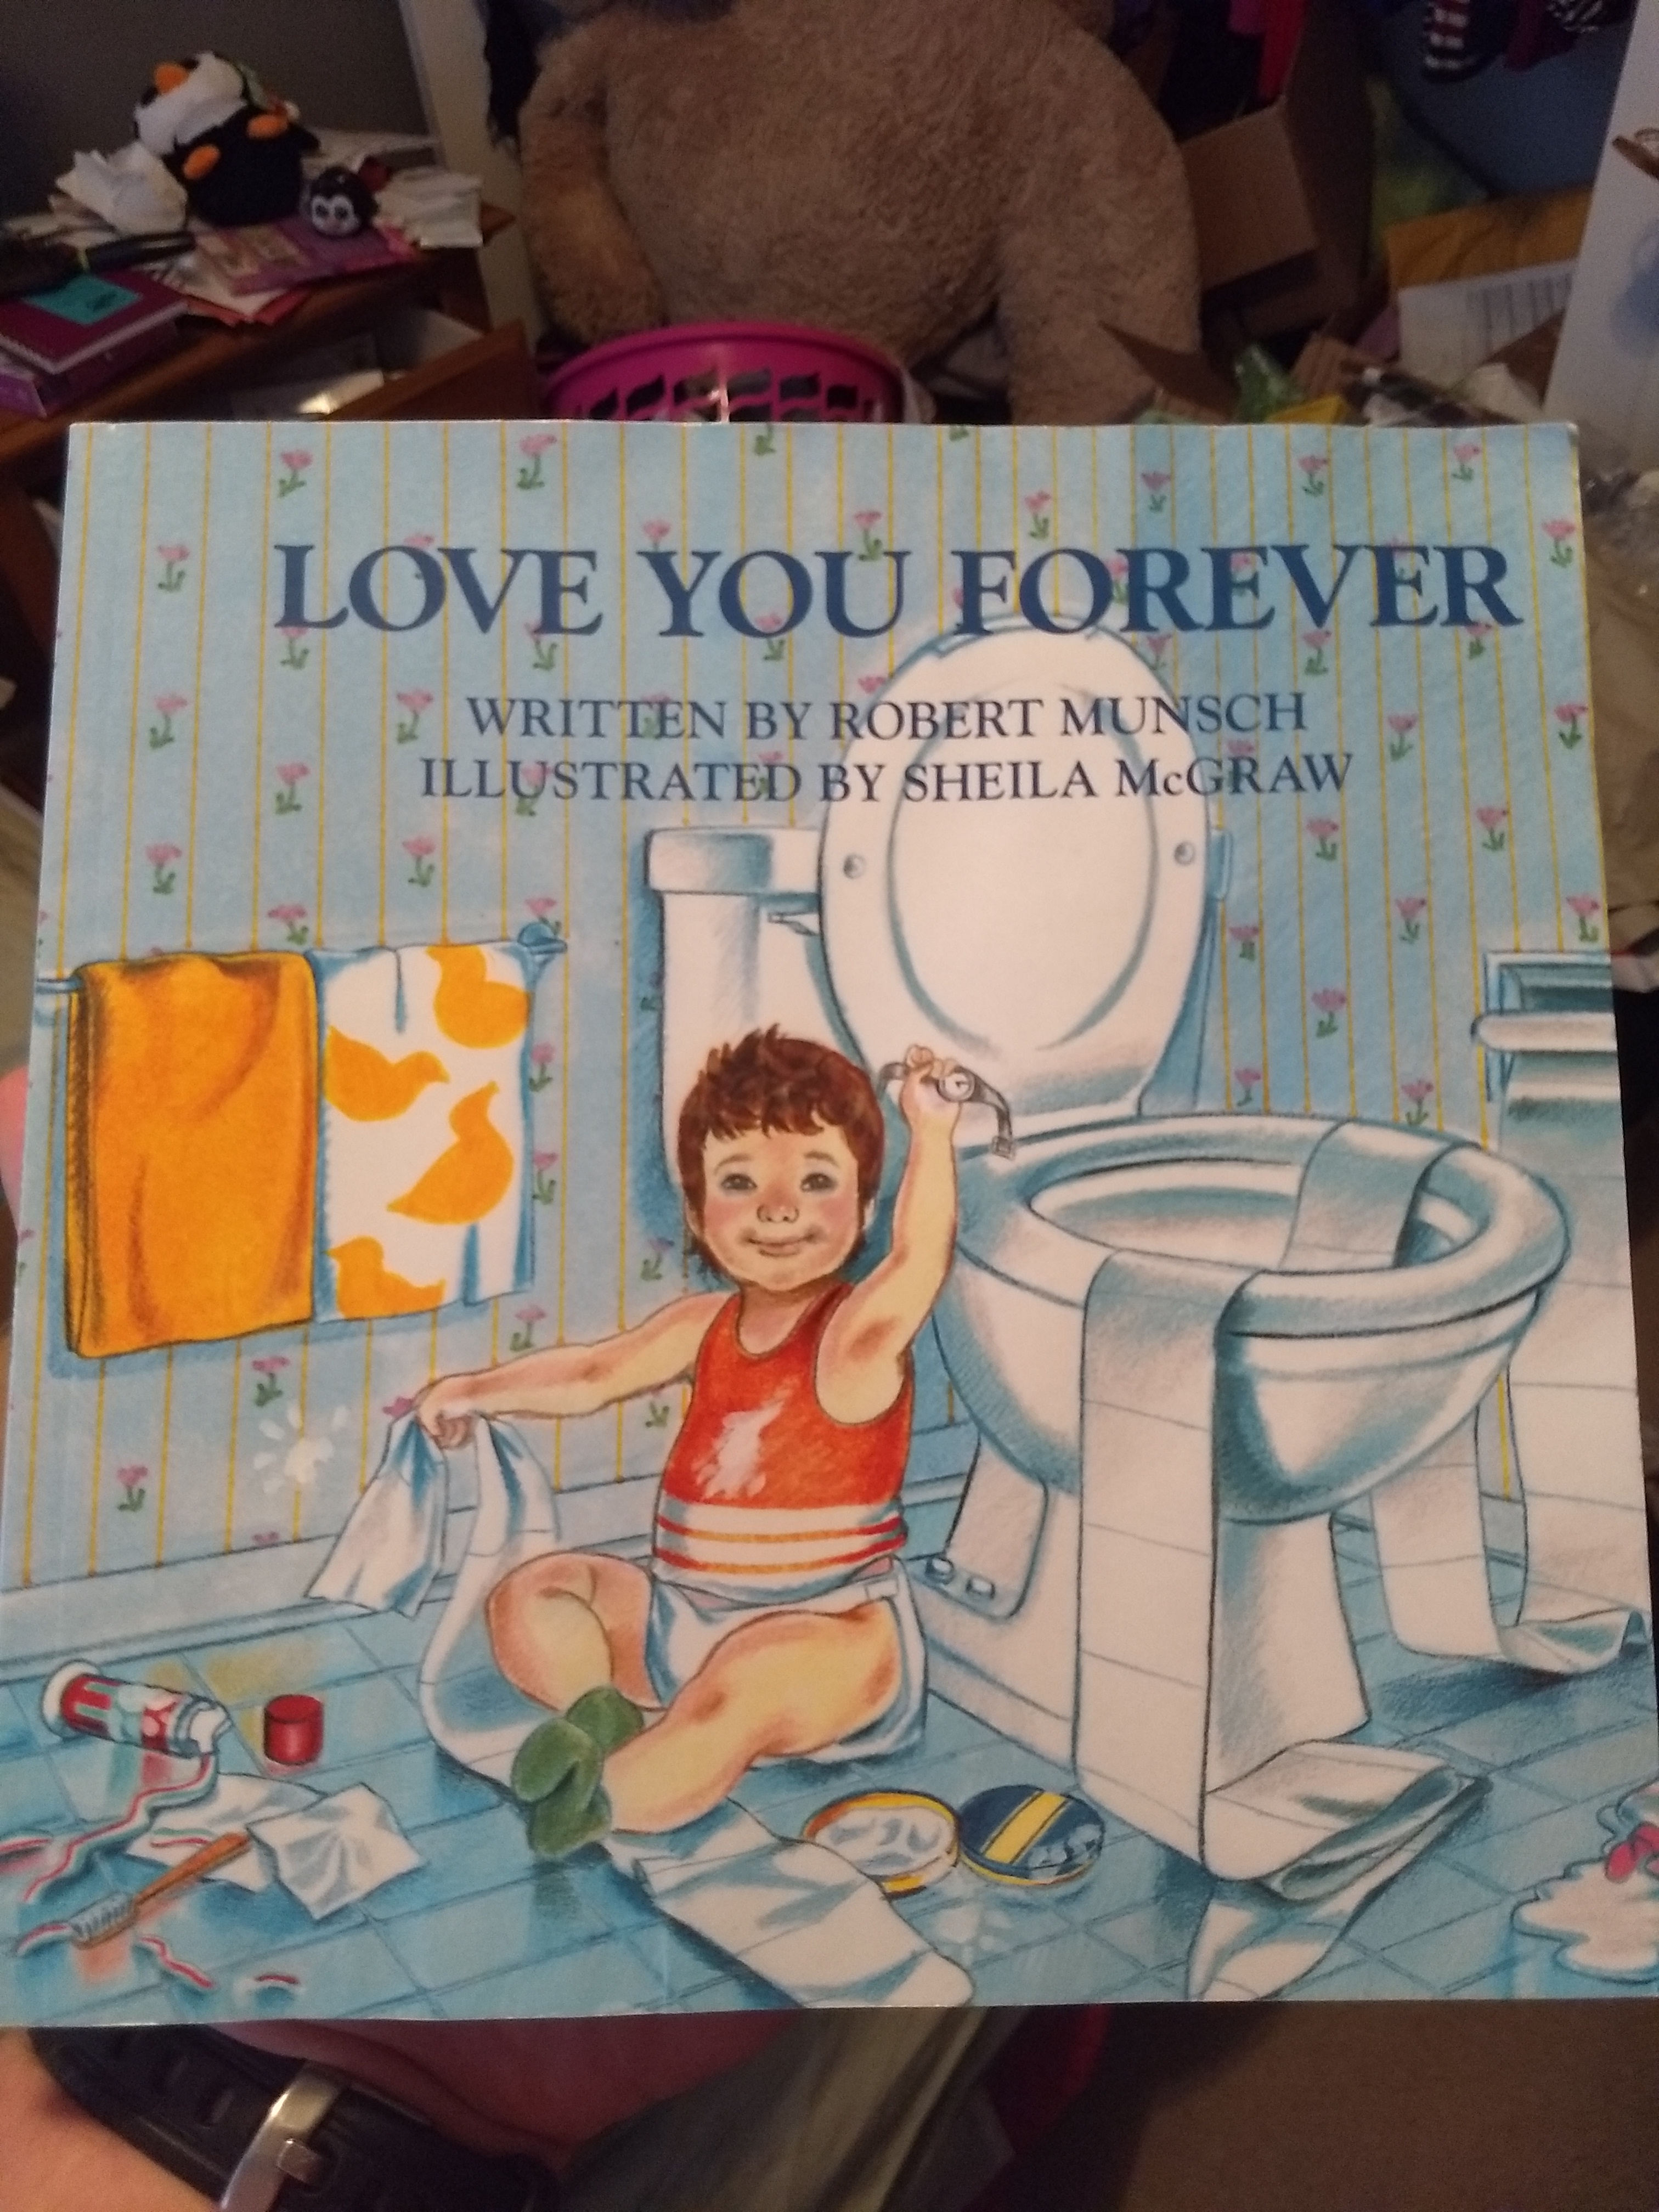 LOVE YOU FOREVER
WRITTEN BY ROBERT MUNSCH
ILLUSTRATED BY SHEILA McGRAW